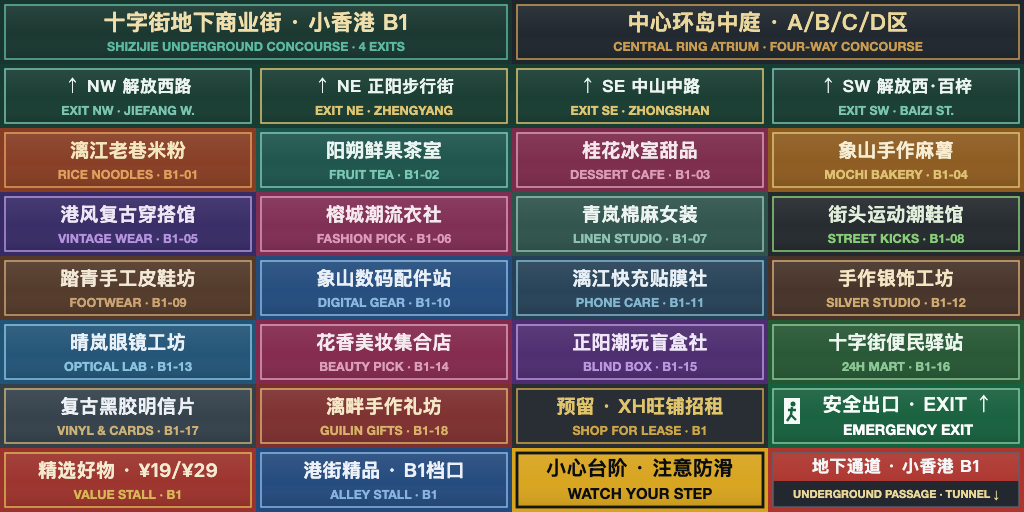 十字街地下商业街 · 小香港 B1
SHIZIJIE UNDERGROUND CONCOURSE · 4 EXITS
中心环岛中庭 · A/B/C/D区
CENTRAL RING ATRIUM · FOUR-WAY CONCOURSE
↑ NW 解放西路
EXIT NW · JIEFANG W.
↑ NE 正阳步行街
EXIT NE · ZHENGYANG
↑ SE 中山中路
EXIT SE · ZHONGSHAN
↑ SW 解放西·百梓
EXIT SW · BAIZI ST.
漓江老巷米粉
RICE NOODLES · B1-01
阳朔鲜果茶室
FRUIT TEA · B1-02
桂花冰室甜品
DESSERT CAFE · B1-03
象山手作麻薯
MOCHI BAKERY · B1-04
港风复古穿搭馆
VINTAGE WEAR · B1-05
榕城潮流衣社
FASHION PICK · B1-06
青岚棉麻女装
LINEN STUDIO · B1-07
街头运动潮鞋馆
STREET KICKS · B1-08
踏青手工皮鞋坊
FOOTWEAR · B1-09
象山数码配件站
DIGITAL GEAR · B1-10
漓江快充贴膜社
PHONE CARE · B1-11
手作银饰工坊
SILVER STUDIO · B1-12
晴岚眼镜工坊
OPTICAL LAB · B1-13
花香美妆集合店
BEAUTY PICK · B1-14
正阳潮玩盲盒社
BLIND BOX · B1-15
十字街便民驿站
24H MART · B1-16
复古黑胶明信片
VINYL & CARDS · B1-17
漓畔手作礼坊
GUILIN GIFTS · B1-18
预留 · XH旺铺招租
SHOP FOR LEASE · B1
安全出口 · EXIT ↑
EMERGENCY EXIT
精选好物 · ¥19/¥29
VALUE STALL · B1
港街精品 · B1档口
ALLEY STALL · B1
小心台阶 · 注意防滑
WATCH YOUR STEP
地下通道 · 小香港 B1
UNDERGROUND PASSAGE · TUNNEL ↓